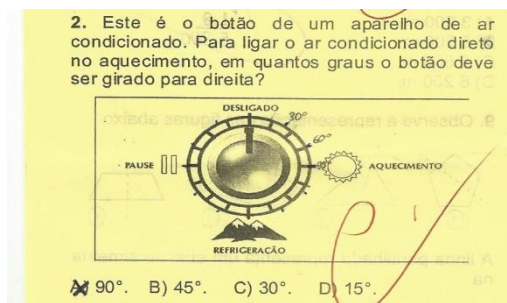 2. Este é o botão de um aparelho de ar
condicionado. Para ligar o ar condicionado direto
no aquecimento, em quantos graus o botão deve
ser girado para direita?
DESLIGADO
30°
60°
PAUSE
AQUECIMENTO
REFRIGERAÇÃO
A) 90°. B) 45°. C) 30°. D) 15°.